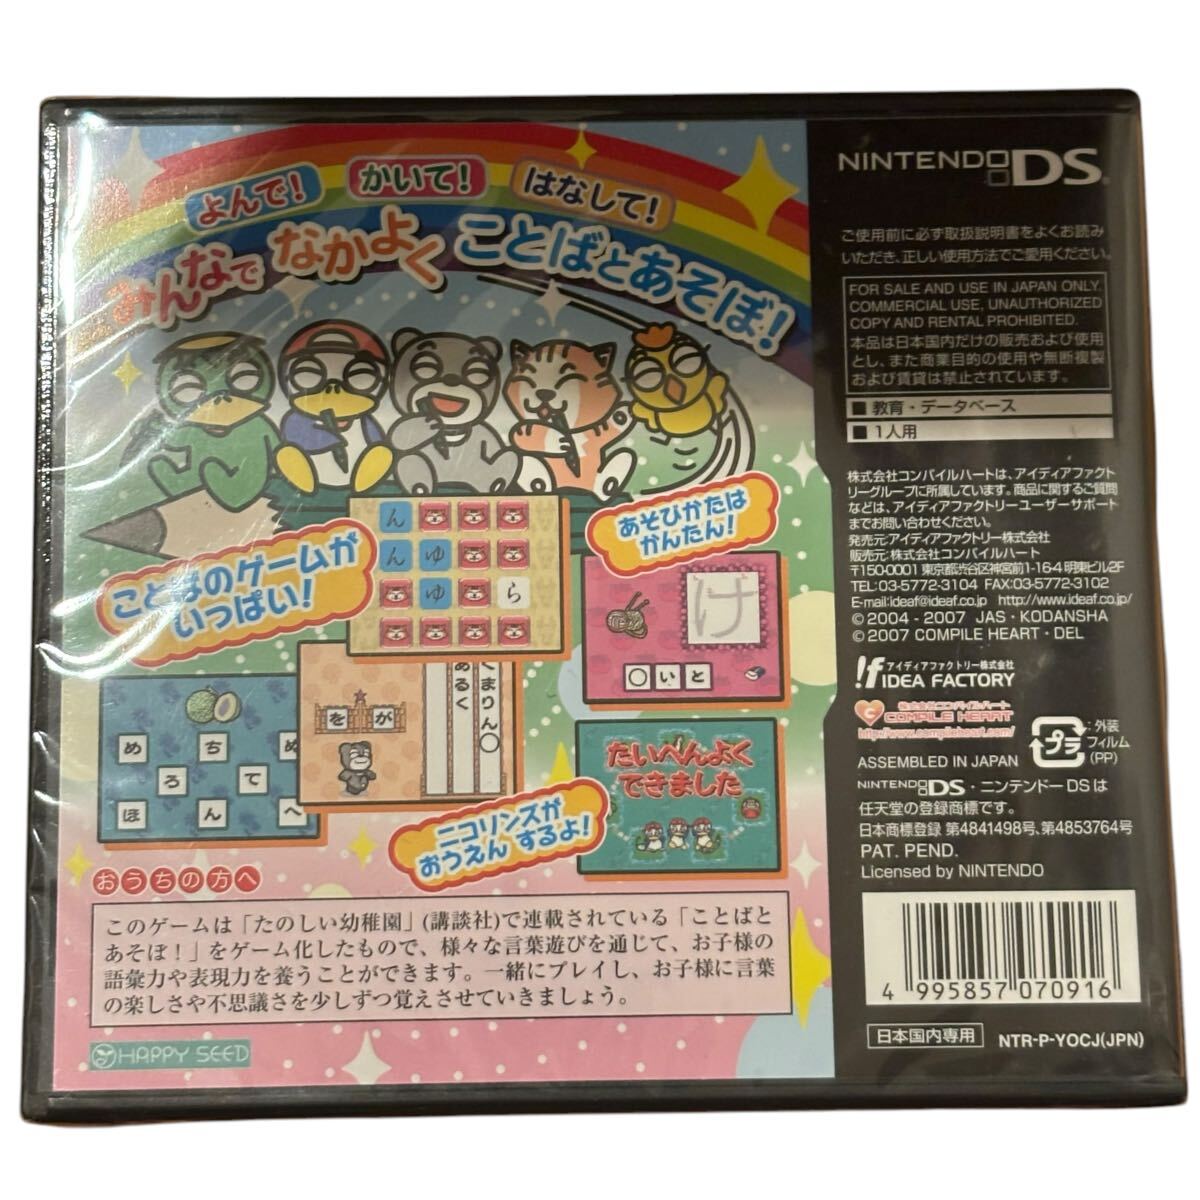 よんで!
かいて!
はなして!
みんなで なかよく ことばとあそぼ!
ことばのゲームが
いっぱい!
ん
ん ゆ
ゆ ら
あそびかたは
かんたん!
け
○いと
くまりん○
あるく
を が
め ち ぬ
ろ て
ほ ん へ
たいへんよく
できました
ニコリンズが
おうえん するよ!
おうちの方へ
このゲームは「たのしい幼稚園」(講談社)で連載されている「ことばと
あそぼ!」をゲーム化したもので、様々な言葉遊びを通じて、お子様の
語彙力や表現力を養うことができます。一緒にプレイし、お子様に言葉
の楽しさや不思議さを少しずつ覚えさせていきましょう。
HAPPY SEED
NINTENDO DS®
ご使用前に必ず取扱説明書をよくお読み
いただき、正しい使用方法でご愛用ください。
FOR SALE AND USE IN JAPAN ONLY.
COMMERCIAL USE, UNAUTHORIZED
COPY AND RENTAL PROHIBITED.
本品は日本国内だけの販売および使用
とし、また商業目的の使用や無断複製
および賃貸は禁止されています。
■ 教育・データベース
■ 1人用
株式会社コンパイルハートは、アイディアファクト
リーグループに所属しています。商品に関するご質問
などは、アイディアファクトリーユーザーサポート
までお問い合わせください。
発売元:アイディアファクトリー株式会社
販売元:株式会社コンパイルハート
〒150-0001 東京都渋谷区神宮前1-16-4 明東ビル2F
TEL:03-5772-3104 FAX:03-5772-3102
E-mail:ideaf@ideaf.co.jp http://www.ideaf.co.jp/
© 2004 - 2007 JAS・KODANSHA
© 2007 COMPILE HEART・DEL
!f アイディアファクトリー株式会社
IDEA FACTORY
株式会社コンパイルハート
COMPILE HEART
http://www.compileheart.com/
プラ
:外装
フィルム
(PP)
ASSEMBLED IN JAPAN
NINTENDO DS・ニンテンドーDSは
任天堂の登録商標です。
日本商標登録 第4841498号、第4853764号
PAT. PEND.
Licensed by NINTENDO
4 995857 070916
日本国内専用
NTR-P-YOCJ(JPN)